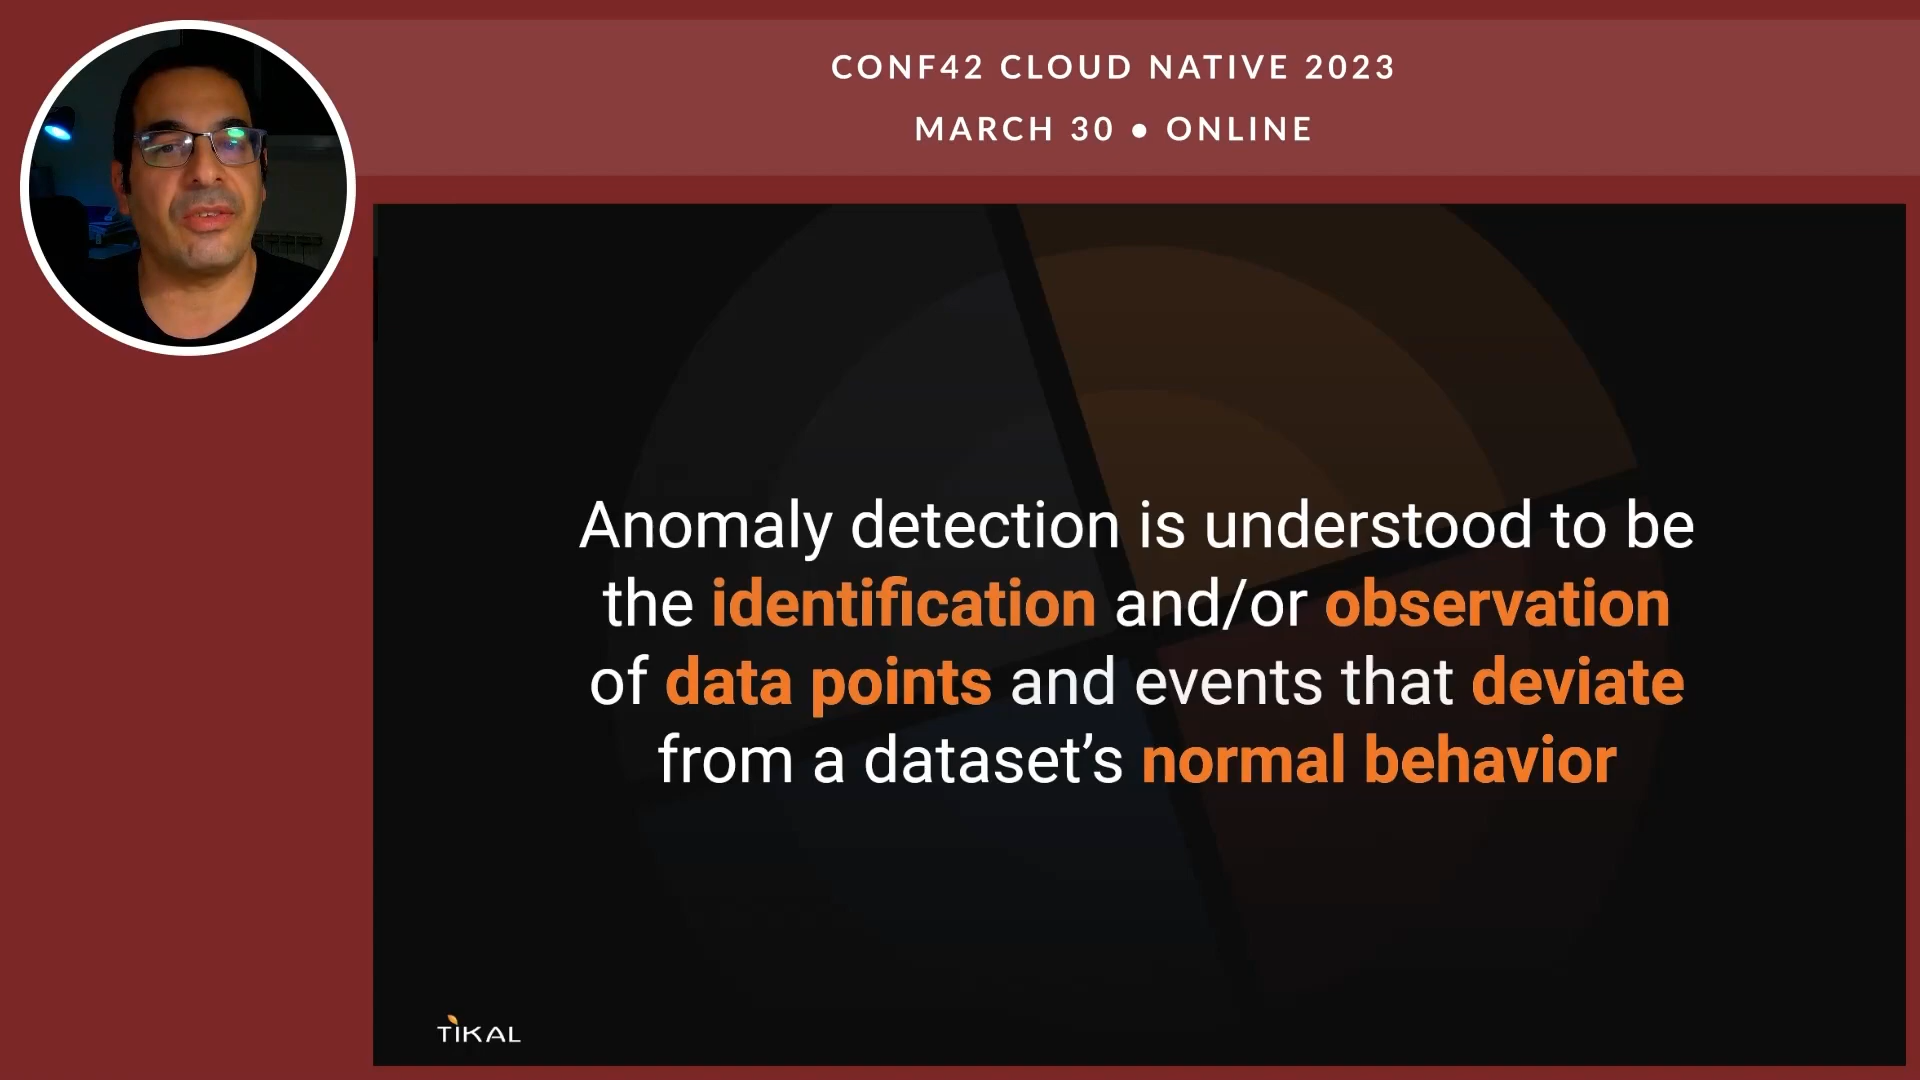 CONF42 CLOUD NATIVE 2023
MARCH 30 • ONLINE
Anomaly detection is understood to be
the identification and/or observation
of data points and events that deviate
from a dataset’s normal behavior
TIKAL